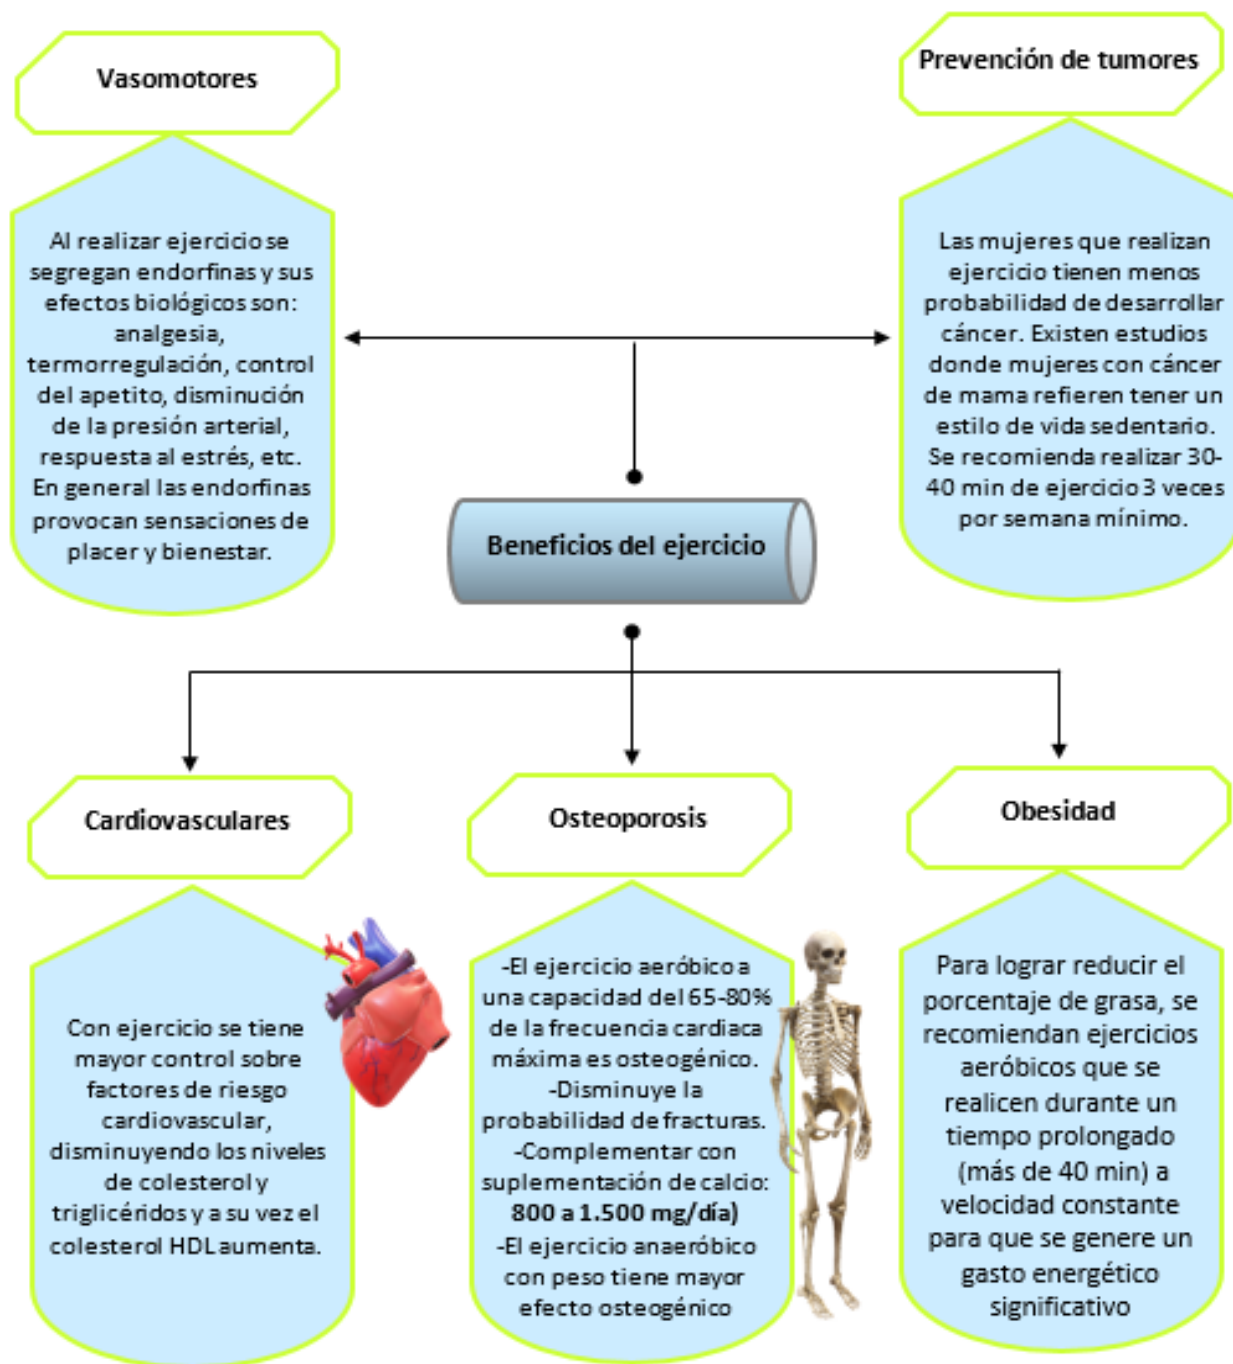 Vasomotores
Al realizar ejercicio se
segregan endorfinas y sus
efectos biológicos son:
analgesia,
termorregulación, control
del apetito, disminución
de la presión arterial,
respuesta al estrés, etc.
En general las endorfinas
provocan sensaciones de
placer y bienestar.
Prevención de tumores
Las mujeres que realizan
ejercicio tienen menos
probabilidad de desarrollar
cáncer. Existen estudios
donde mujeres con cáncer
de mama refieren tener un
estilo de vida sedentario.
Se recomienda realizar 30-
40 min de ejercicio 3 veces
por semana mínimo.
Beneficios del ejercicio
Cardiovasculares
Con ejercicio se tiene
mayor control sobre
factores de riesgo
cardiovascular,
disminuyendo los niveles
de colesterol y
triglicéridos y a su vez el
colesterol HDL aumenta.
Osteoporosis
-El ejercicio aeróbico a
una capacidad del 65-80%
de la frecuencia cardiaca
máxima es osteogénico.
-Disminuye la
probabilidad de fracturas.
-Complementar con
suplementación de calcio:
800 a 1.500 mg/día)
-El ejercicio anaeróbico
con peso tiene mayor
efecto osteogénico
Obesidad
Para lograr reducir el
porcentaje de grasa, se
recomiendan ejercicios
aeróbicos que se
realicen durante un
tiempo prolongado
(más de 40 min) a
velocidad constante
para que se genere un
gasto energético
significativo